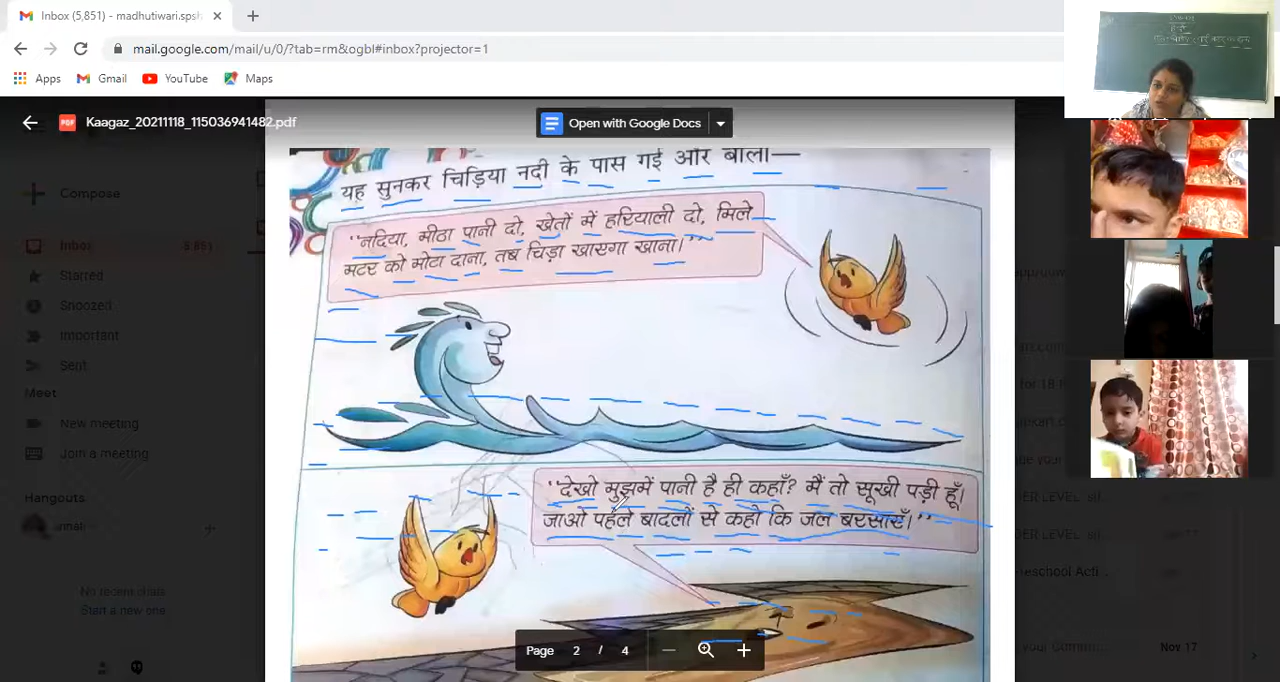 Inbox (5,851) - madhutiwari.sps
mail.google.com/mail/u/0/?tab=rm&ogbl#inbox?projector=1
Apps Gmail YouTube Maps
Kaagaz_20211118_115036941482.pdf
Open with Google Docs
Compose
Inbox 5,851
Starred
Snoozed
Important
Sent
Meet
New meeting
Join a meeting
Hangouts
No recent chats
Start a new one
यह सुनकर चिड़िया नदी के पास गई और बोली—
"नदिया, मीठा पानी दो, खेतों में हरियाली दो, मिले
मटर को मोटा दाना, तब चिड़ा खाएगा खाना।"
"देखो मुझमें पानी है ही कहाँ? मैं तो सूखी पड़ी हूँ।
जाओ पहले बादलों से कहो कि जल बरसाएँ।"
Page 2 / 4
Nov 17